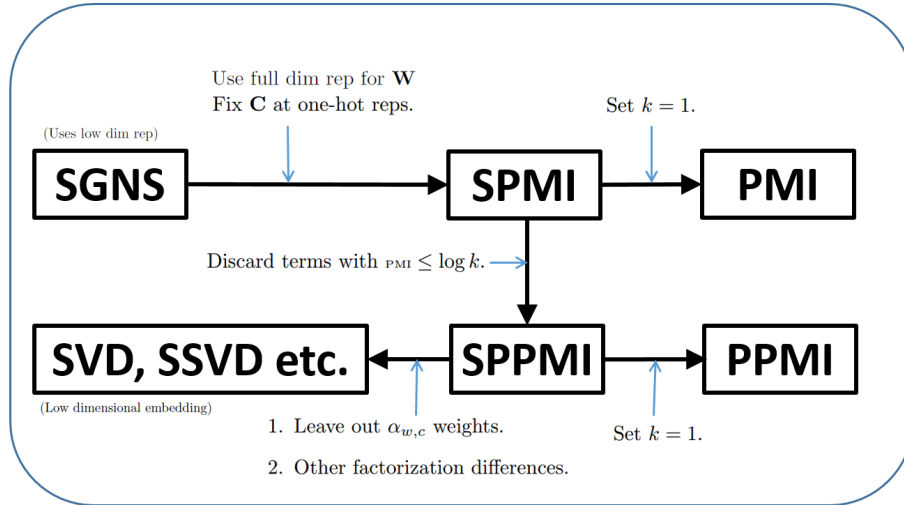 Use full dim rep for W
Fix C at one-hot reps.
Set k = 1.
(Uses low dim rep)
SGNS
SPMI
PMI
Discard terms with PMI ≤ log k.
SVD, SSVD etc.
SPPMI
PPMI
(Low dimensional embedding)
1. Leave out α_{w,c} weights.
Set k = 1.
2. Other factorization differences.